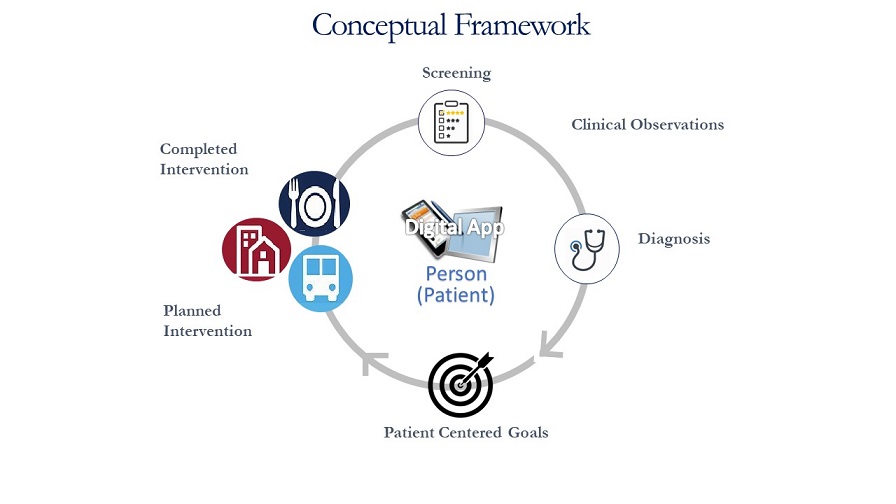 Conceptual Framework
Screening
Clinical Observations
Completed
Intervention
Digital App
Diagnosis
Person
(Patient)
Planned
Intervention
Patient Centered Goals